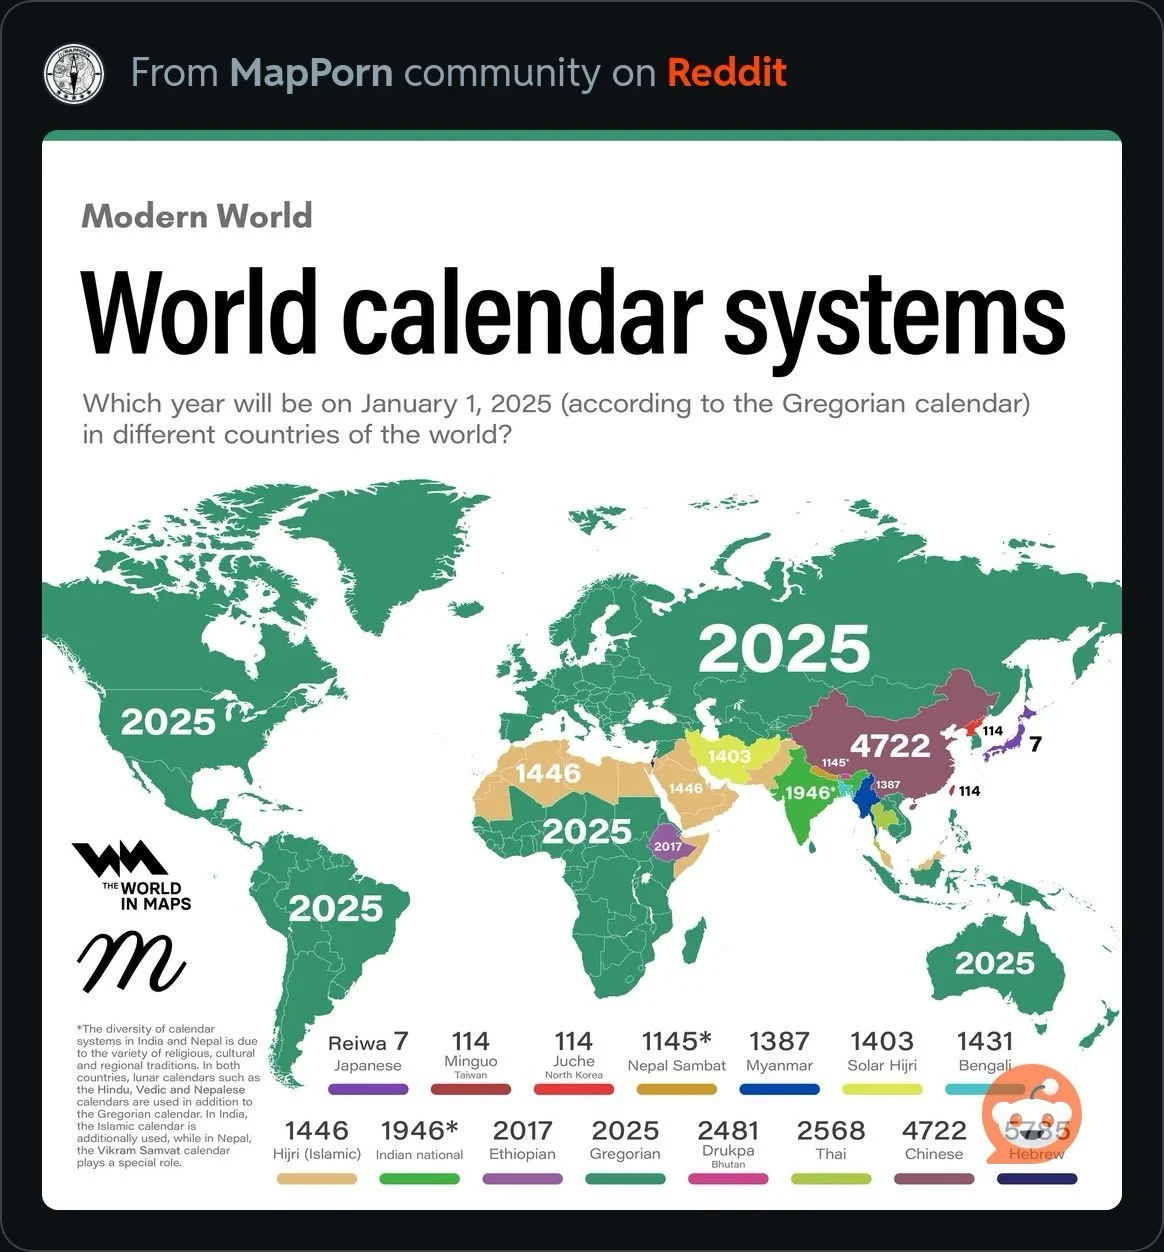 From MapPorn community on Reddit
Modern World
World calendar systems
Which year will be on January 1, 2025 (according to the Gregorian calendar)
in different countries of the world?
2025
2025
4722
114
7
1403
1446
1446
1145*
1946*
1387
114
2025
2017
2025
2025
THE WORLD
IN MAPS
m
*The diversity of calendar
systems in India and Nepal is due
to the variety of religious, cultural
and regional traditions. In both
countries, lunar calendars such as
the Hindu, Vedic and Nepalese
calendars are used in addition to
the Gregorian calendar. In India,
the Islamic calendar is
additionally used, while in Nepal,
the Vikram Samvat calendar
plays a special role.
Reiwa 7
Japanese
114
Minguo
Taiwan
114
Juche
North Korea
1145*
Nepal Sambat
1387
Myanmar
1403
Solar Hijri
1431
Bengali
1446
Hijri (Islamic)
1946*
Indian national
2017
Ethiopian
2025
Gregorian
2481
Drukpa
Bhutan
2568
Thai
4722
Chinese
5785
Hebrew